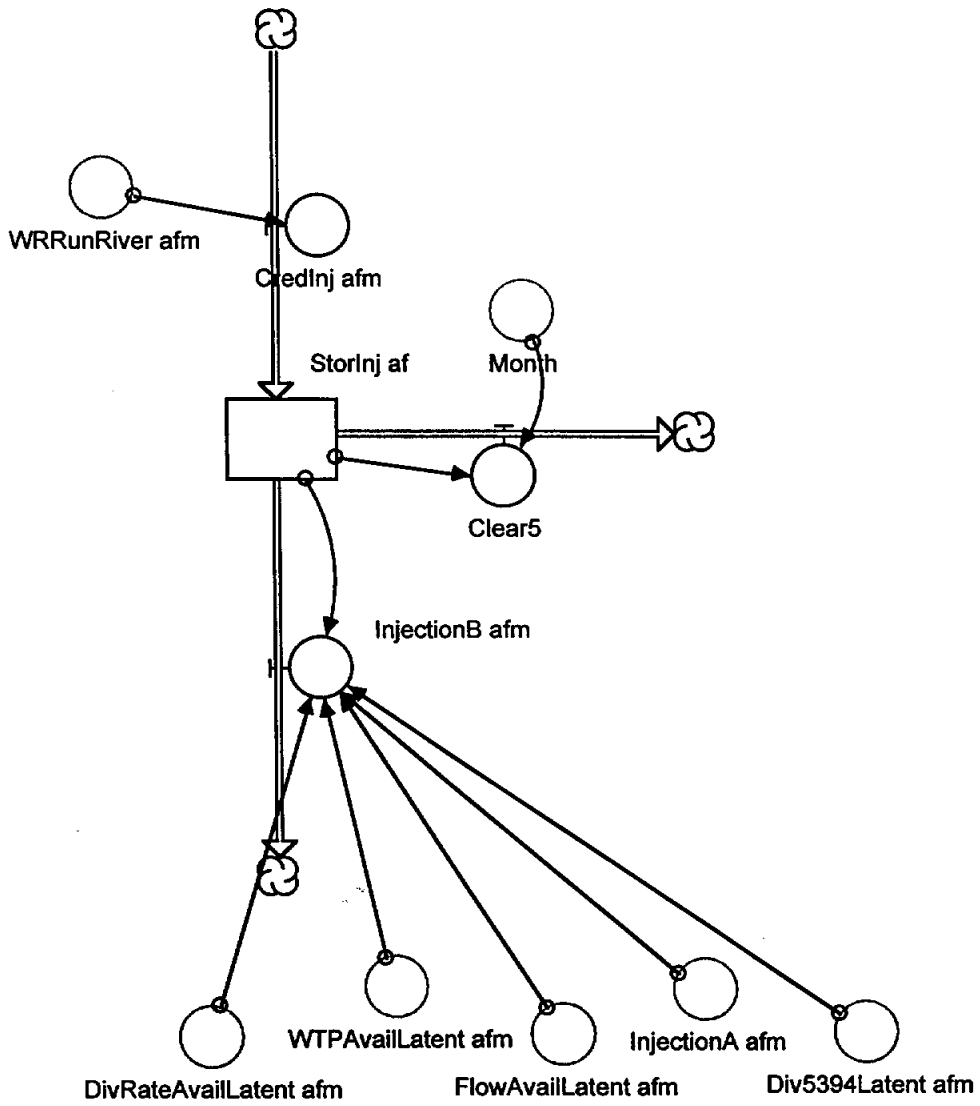 WRRunRiver afm
CredInj afm
StorInj af
Month
Clear5
InjectionB afm
WTPAvailLatent afm
InjectionA afm
DivRateAvailLatent afm
FlowAvailLatent afm
Div5394Latent afm